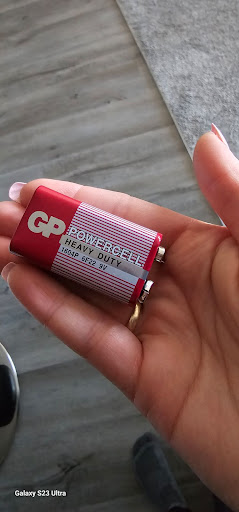 GP
POWERCELL
HEAVY DUTY
1604P 6F22 9V
Galaxy S23 Ultra